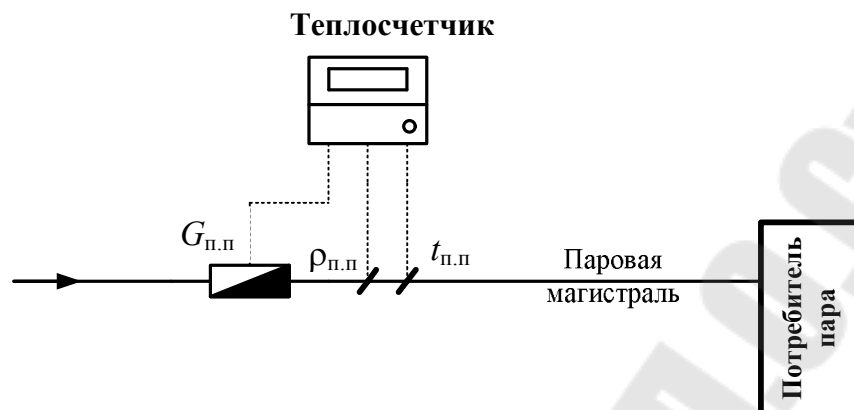 Теплосчетчик
Gп.п
ρп.п
tп.п
Паровая
магистраль
Потребитель
пара